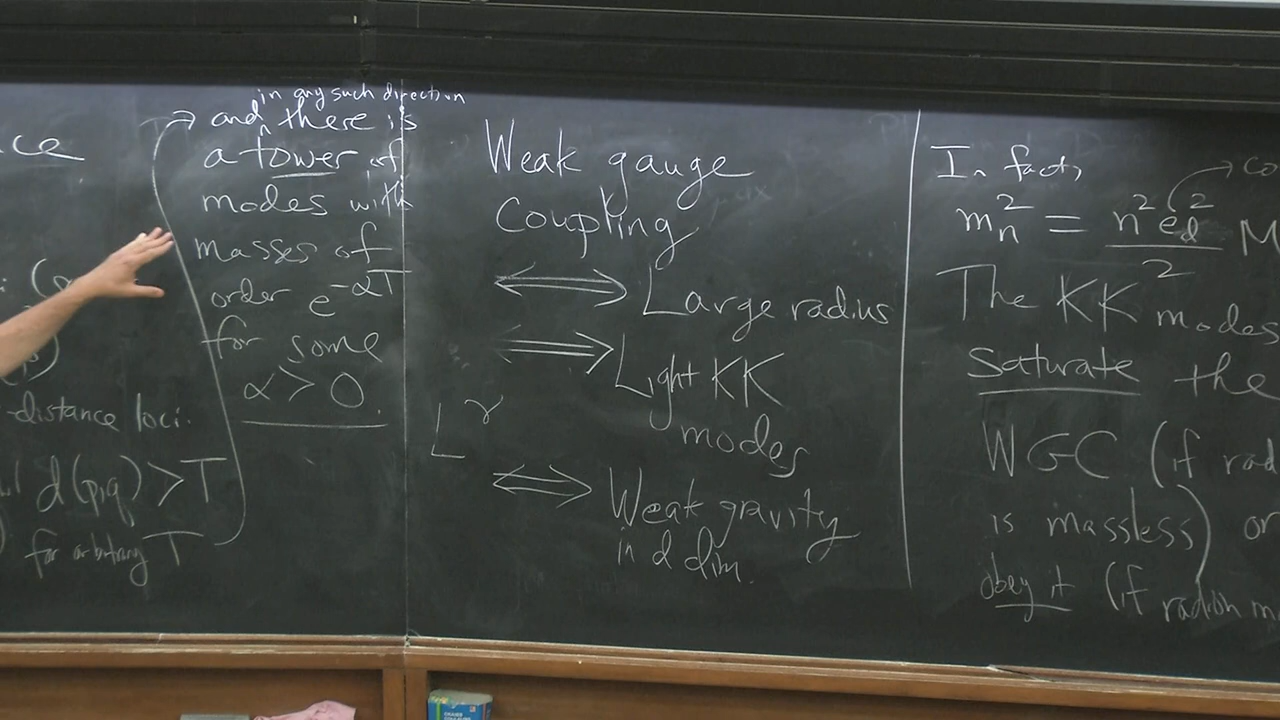 in any such direction
and there is
a tower of
modes with
masses of
order e^{-αT}
for some
α > 0.
distance loci.
d(p,q) > T
for arbitrary T
Weak gauge
Coupling
⟺ Large radius
⟹ Light KK
modes
⟺ Weak gravity
in d dim.
In fact,
m_n^2 = n^2 e_d^2 M
The KK modes
Saturate the
WGC (if rad
is massless) or
obey it (if radion m